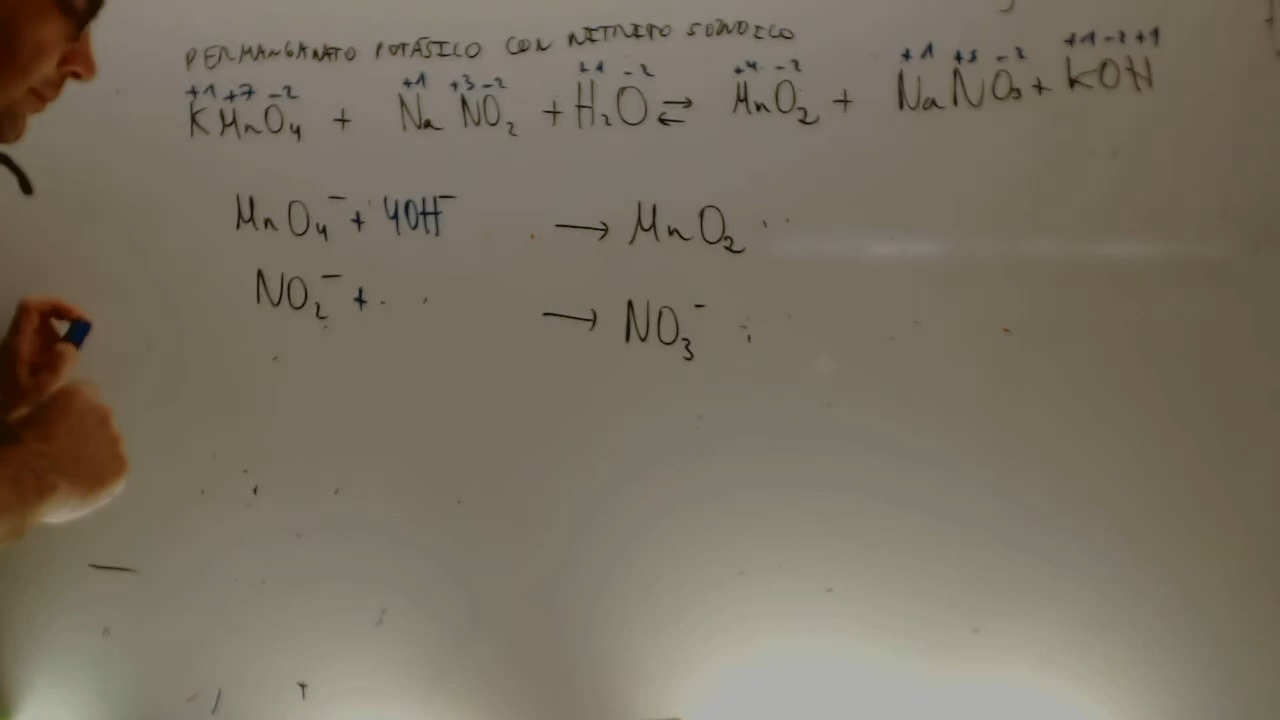 PERMANGANATO POTÁSICO CON NITRITO SÓDICO
+1 +7 -2 +1 +3 -2 +1 -2 +4 -2 +1 +5 -2 +1 -2 +1
KMnO₄ + NaNO₂ + H₂O ⇄ MnO₂ + NaNO₃ + KOH
MnO₄⁻ + 4OH⁻ → MnO₂
NO₂⁻ + → NO₃⁻